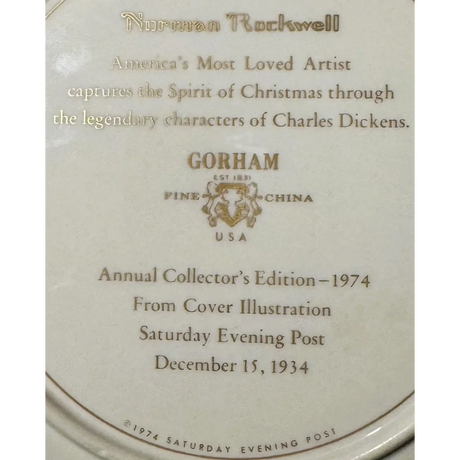 Norman Rockwell
America's Most Loved Artist
captures the Spirit of Christmas through
the legendary characters of Charles Dickens.
GORHAM
EST 1831
FINE CHINA
USA
Annual Collector's Edition–1974
From Cover Illustration
Saturday Evening Post
December 15, 1934
©1974 SATURDAY EVENING POST